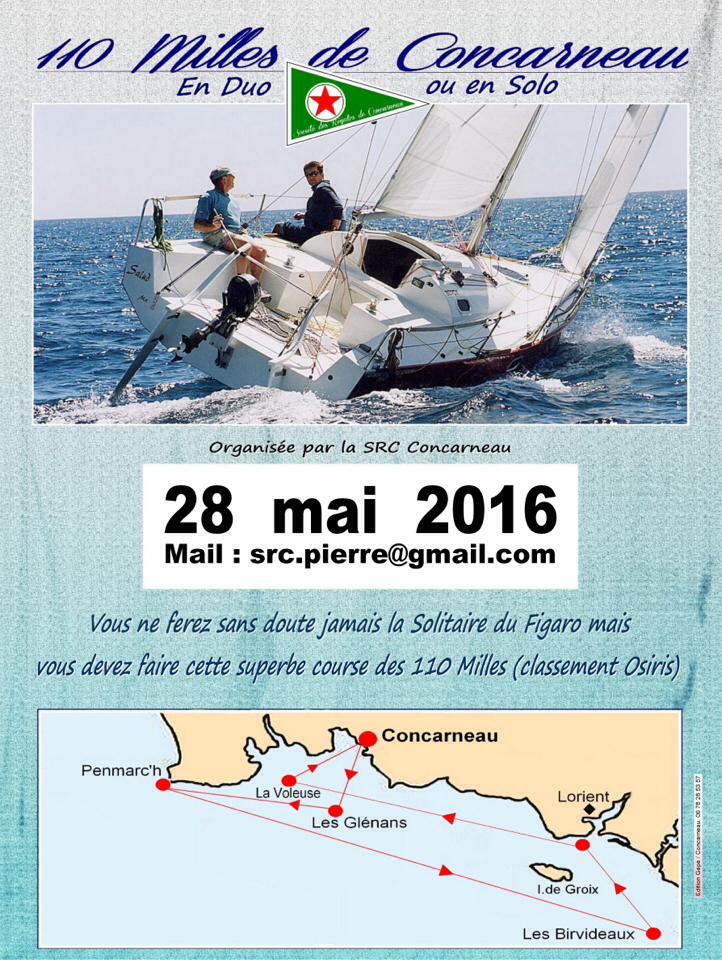 110 Milles de Concarneau
En Duo ou en Solo
Société des Régates de Concarneau
Salud
Organisée par la SRC Concarneau
28 mai 2016
Mail : src.pierre@gmail.com
Vous ne ferez sans doute jamais la Solitaire du Figaro mais
vous devez faire cette superbe course des 110 Milles (classement Osiris)
Concarneau
Penmarc'h
La Voleuse
Les Glénans
Lorient
I.de Groix
Les Birvideaux
Edition Gépé / Concarneau. 06 78 28 53 57